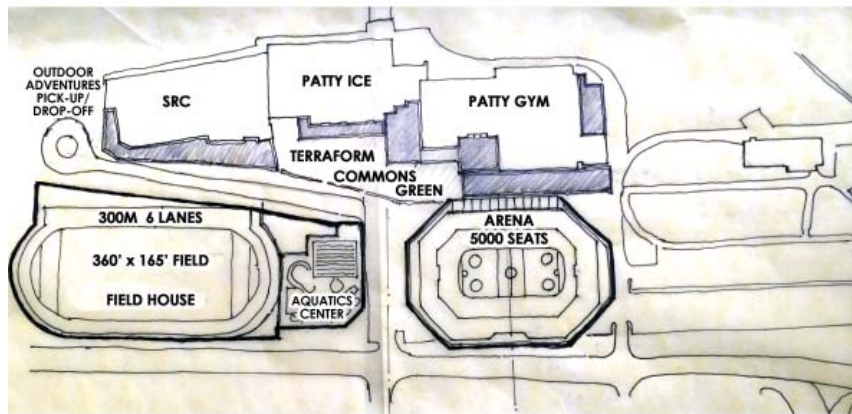 OUTDOOR
ADVENTURES
PICK-UP/
DROP-OFF
SRC
PATTY ICE
PATTY GYM
TERRAFORM
COMMONS
GREEN
300M 6 LANES
360' x 165' FIELD
FIELD HOUSE
AQUATICS
CENTER
ARENA
5000 SEATS